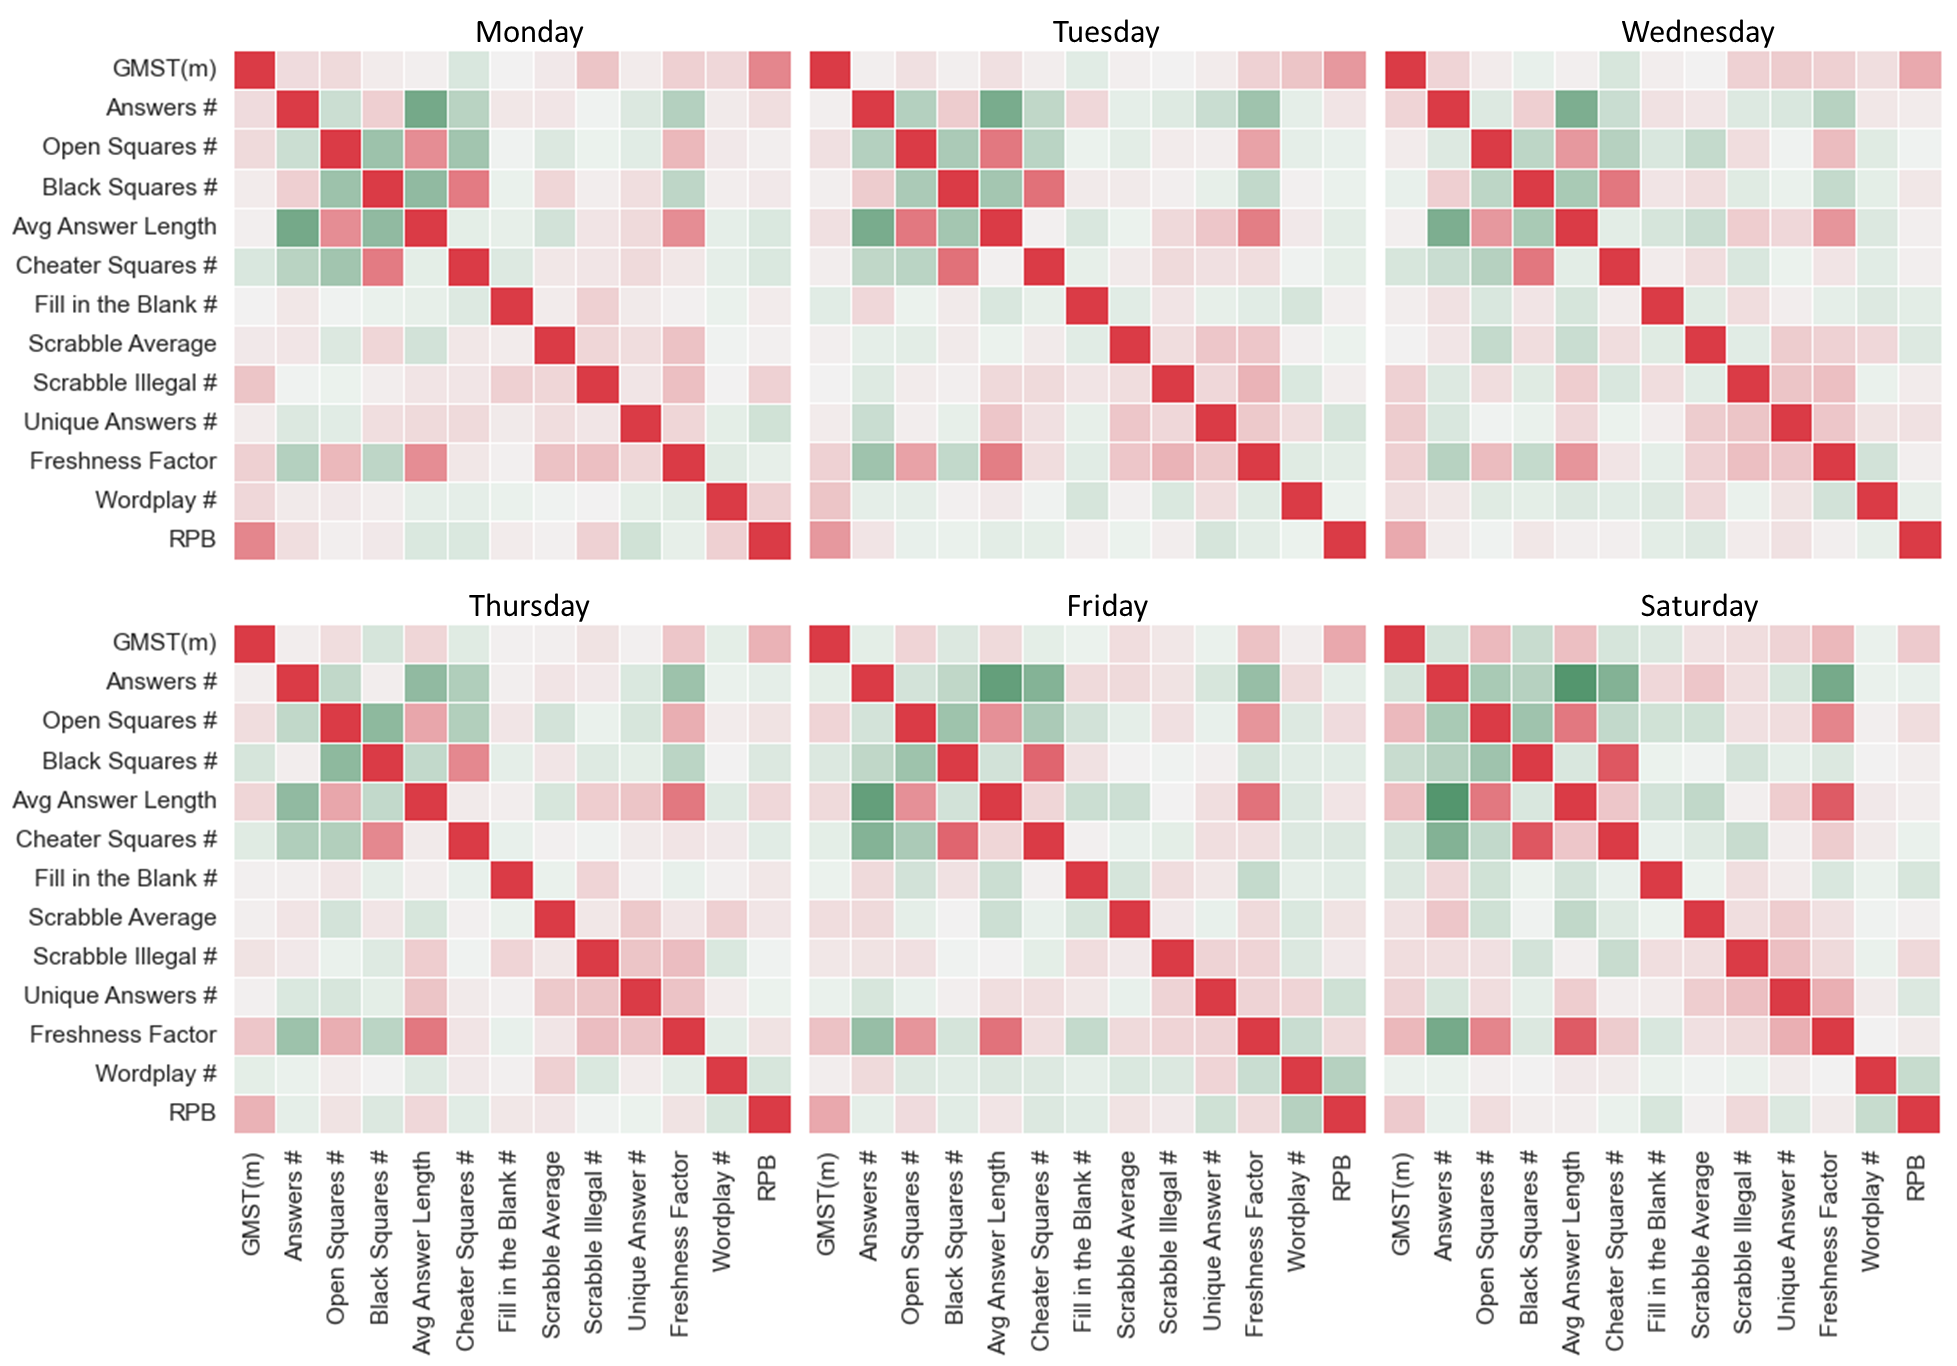 Monday
Tuesday
Wednesday
GMST(m)
Answers #
Open Squares #
Black Squares #
Avg Answer Length
Cheater Squares #
Fill in the Blank #
Scrabble Average
Scrabble Illegal #
Unique Answers #
Freshness Factor
Wordplay #
RPB
Thursday
Friday
Saturday
GMST(m)
Answers #
Open Squares #
Black Squares #
Avg Answer Length
Cheater Squares #
Fill in the Blank #
Scrabble Average
Scrabble Illegal #
Unique Answers #
Freshness Factor
Wordplay #
RPB
GMST(m)
Answers #
Open Squares #
Black Squares #
Avg Answer Length
Cheater Squares #
Fill in the Blank #
Scrabble Average
Scrabble Illegal #
Unique Answer #
Freshness Factor
Wordplay #
RPB
GMST(m)
Answers #
Open Squares #
Black Squares #
Avg Answer Length
Cheater Squares #
Fill in the Blank #
Scrabble Average
Scrabble Illegal #
Unique Answer #
Freshness Factor
Wordplay #
RPB
GMST(m)
Answers #
Open Squares #
Black Squares #
Avg Answer Length
Cheater Squares #
Fill in the Blank #
Scrabble Average
Scrabble Illegal #
Unique Answer #
Freshness Factor
Wordplay #
RPB